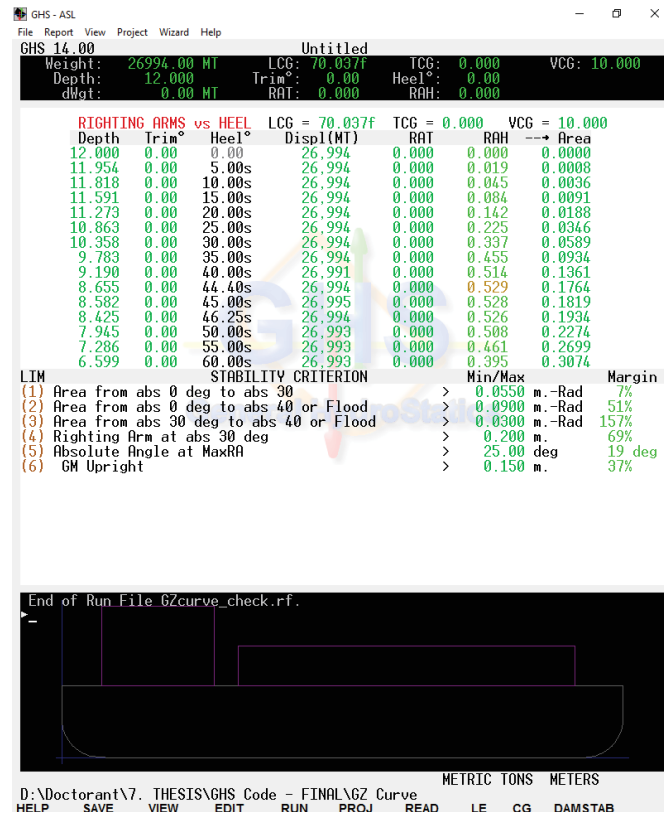 GHS - ASL
File Report View Project Wizard Help
GHS 14.00 Untitled
Weight: 26994.00 MT LCG: 70.037f TCG: 0.000 VCG: 10.000
Depth: 12.000 Trim°: 0.00 Heel°: 0.00
dWgt: 0.00 MT RAT: 0.000 RAH: 0.000
RIGHTING ARMS vs HEEL LCG = 70.037f TCG = 0.000 VCG = 10.000
Depth Trim° Heel° Displ(MT) RAT RAH ---→ Area
12.000 0.00 0.00 26,994 0.000 0.000 0.0000
11.954 0.00 5.00s 26,994 0.000 0.019 0.0008
11.818 0.00 10.00s 26,994 0.000 0.045 0.0036
11.591 0.00 15.00s 26,994 0.000 0.084 0.0091
11.273 0.00 20.00s 26,994 0.000 0.142 0.0188
10.863 0.00 25.00s 26,994 0.000 0.225 0.0346
10.358 0.00 30.00s 26,994 0.000 0.337 0.0589
9.783 0.00 35.00s 26,994 0.000 0.455 0.0934
9.190 0.00 40.00s 26,991 0.000 0.514 0.1361
8.655 0.00 44.40s 26,994 0.000 0.529 0.1764
8.582 0.00 45.00s 26,995 0.000 0.528 0.1819
8.425 0.00 46.25s 26,994 0.000 0.526 0.1934
7.945 0.00 50.00s 26,993 0.000 0.508 0.2274
7.286 0.00 55.00s 26,993 0.000 0.461 0.2699
6.599 0.00 60.00s 26,993 0.000 0.395 0.3074
LIM STABILITY CRITERION Min/Max Margin
(1) Area from abs 0 deg to abs 30 > 0.0550 m.-Rad 7%
(2) Area from abs 0 deg to abs 40 or Flood > 0.0900 m.-Rad 51%
(3) Area from abs 30 deg to abs 40 or Flood > 0.0300 m.-Rad 157%
(4) Righting Arm at abs 30 deg > 0.200 m. 69%
(5) Absolute Angle at MaxRA > 25.00 deg 19 deg
(6) GM Upright > 0.150 m. 37%
End of Run File GZcurve_check.rf.
METRIC TONS METERS
D:\Doctorant\7. THESIS\GHS Code - FINAL\GZ Curve
HELP SAVE VIEW EDIT RUN PROJ READ LE CG DAMSTAB